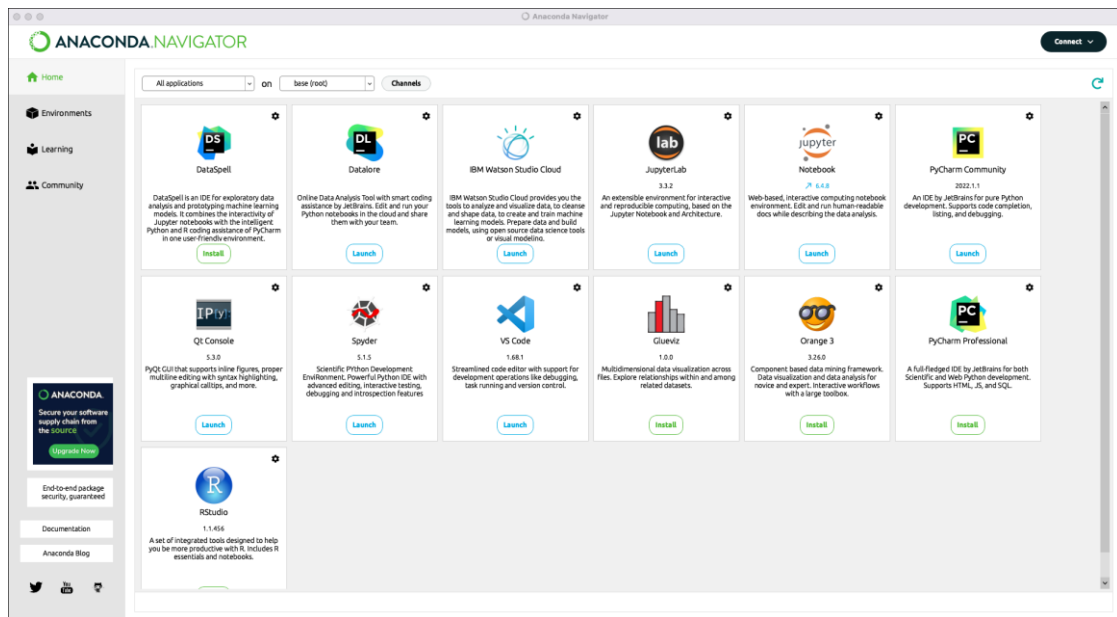 Anaconda Navigator
ANACONDA.NAVIGATOR
Connect
Home
All applications
on
base (root)
Channels
Environments
Learning
Community
DS
DataSpell
DataSpell is an IDE for exploratory data
analysis and prototyping machine learning
models. It combines the interactivity of
Jupyter notebooks with the intelligent
Python and R coding assistance of PyCharm
in one user-friendly environment.
Install
DL
Datalore
Online Data Analysis Tool with smart coding
assistance by JetBrains. Edit and run your
Python notebooks in the cloud and share
them with your team.
Launch
IBM Watson Studio Cloud
IBM Watson Studio Cloud provides you the
tools to analyze and visualize data, to cleanse
and shape data, to create and train machine
learning models. Prepare data and build
models, using open source data science tools
or visual modeling.
Launch
lab
JupyterLab
3.3.2
An extensible environment for interactive
and reproducible computing, based on the
Jupyter Notebook and Architecture.
Launch
jupyter
Notebook
6.4.8
Web-based, interactive computing notebook
environment. Edit and run human-readable
docs while describing the data analysis.
Launch
PC
PyCharm Community
2022.1.1
An IDE by JetBrains for pure Python
development. Supports code completion,
listing, and debugging.
Launch
IP[y]:
Qt Console
5.3.0
PyQt GUI that supports inline figures, proper
multiline editing with syntax highlighting,
graphical calltips, and more.
Launch
Spyder
5.1.5
Scientific PYthon Development
EnviRonment. Powerful Python IDE with
advanced editing, interactive testing,
debugging and introspection features
Launch
VS Code
1.68.1
Streamlined code editor with support for
development operations like debugging,
task running and version control.
Launch
Glueviz
1.0.0
Multidimensional data visualization across
files. Explore relationships within and among
related datasets.
Install
Orange 3
3.26.0
Component based data mining framework.
Data visualization and data analysis for
novice and expert. Interactive workflows
with a large toolbox.
Install
PC
PyCharm Professional
A full-fledged IDE by JetBrains for both
Scientific and Web Python development.
Supports HTML, JS, and SQL.
Install
R
RStudio
1.1.456
A set of integrated tools designed to help
you be more productive with R. Includes R
essentials and notebooks.
ANACONDA.
Secure your software
supply chain from
the source
Upgrade Now
End-to-end package
security, guaranteed
Documentation
Anaconda Blog
You
Tube